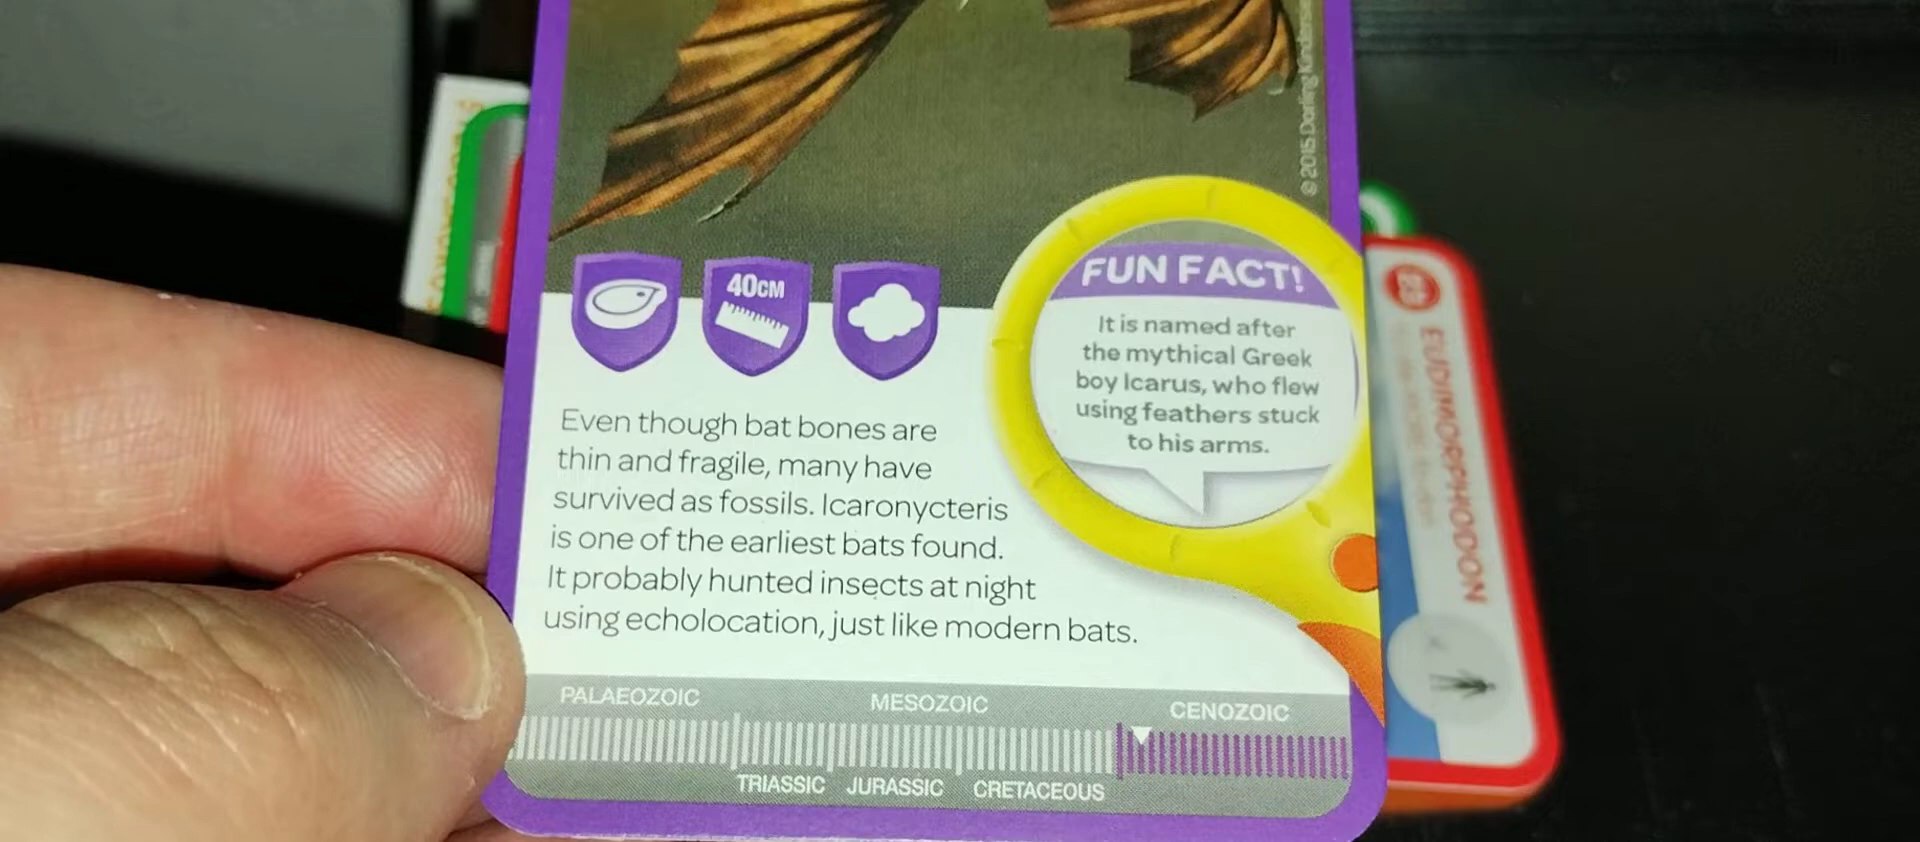 © 2015 Dorling Kindersley
40CM
FUN FACT!
It is named after
the mythical Greek
boy Icarus, who flew
using feathers stuck
to his arms.
Even though bat bones are
thin and fragile, many have
survived as fossils. Icaronycteris
is one of the earliest bats found.
It probably hunted insects at night
using echolocation, just like modern bats.
PALAEOZOIC
MESOZOIC
CENOZOIC
TRIASSIC
JURASSIC
CRETACEOUS
EUDIMORPHODON